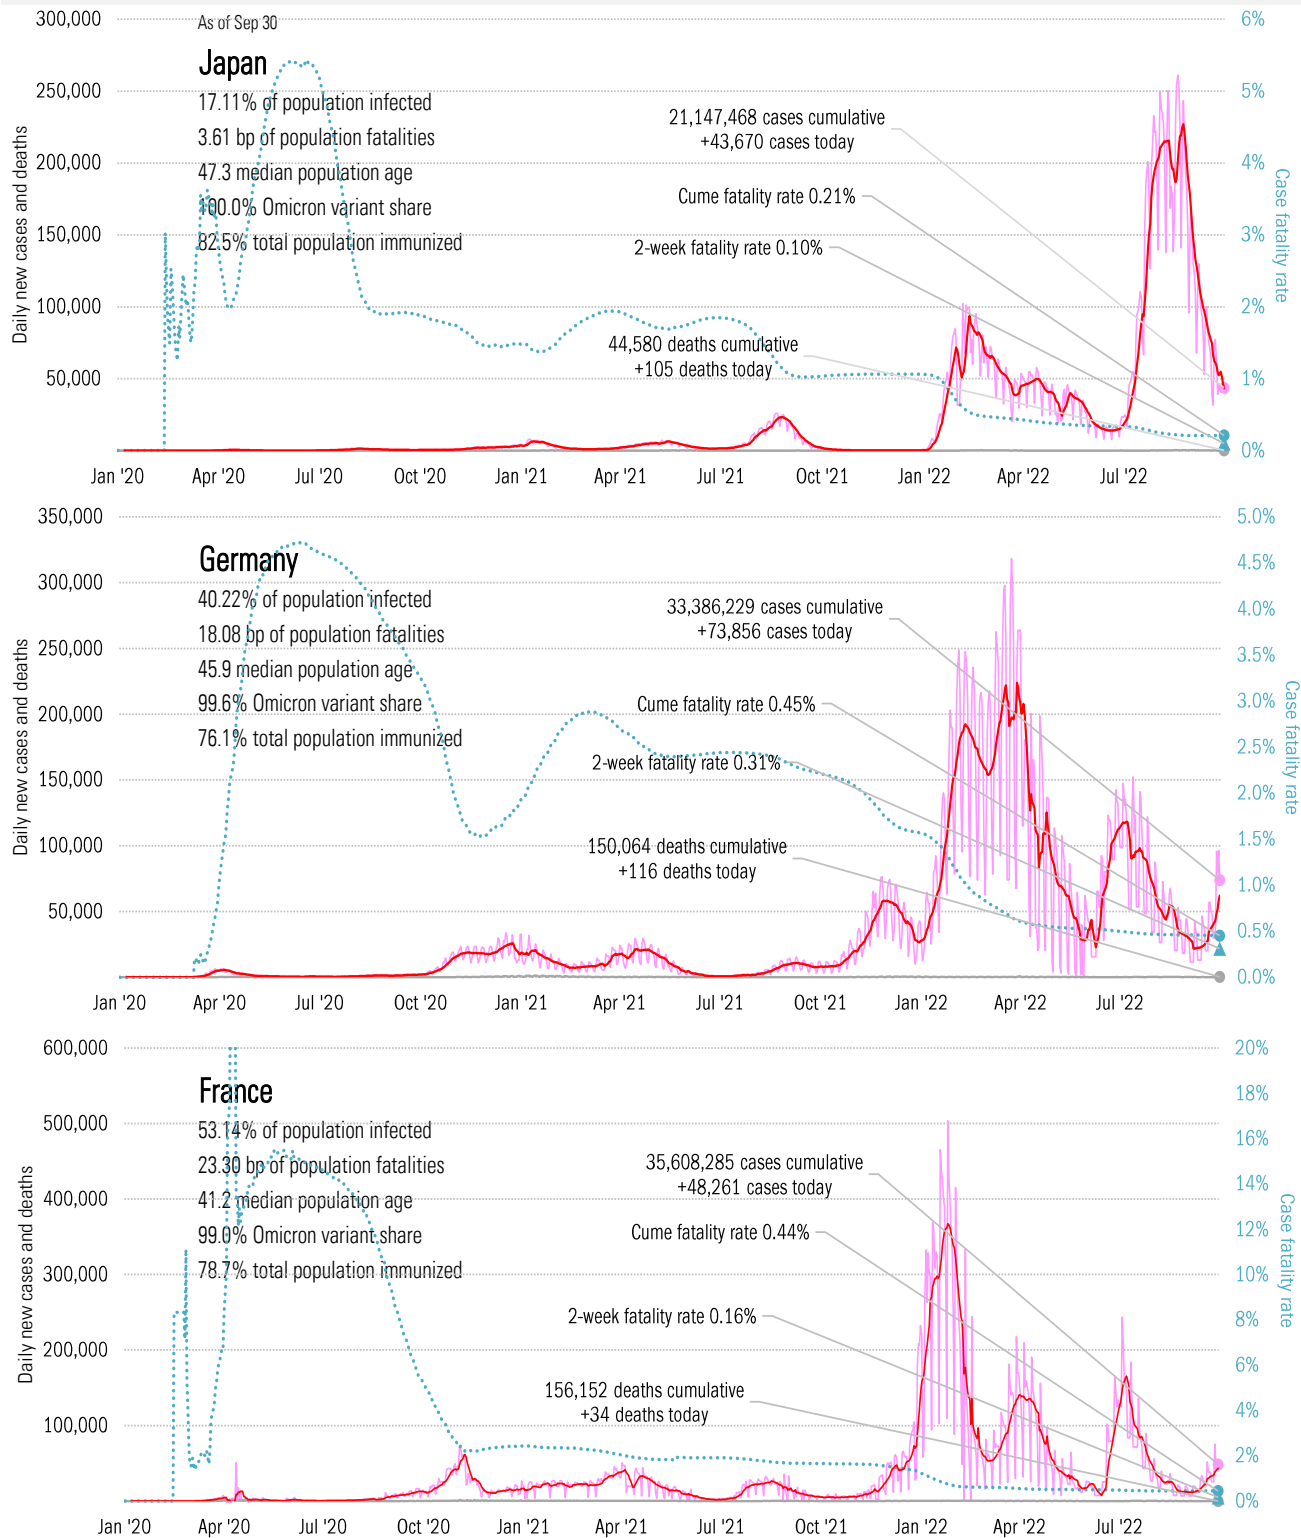 300,000
As of Sep 30
6%
Japan
17.11% of population infected
250,000
5%
3.61 bp of population fatalities
21,147,468 cases cumulative
+43,670 cases today
200,000
4%
47.3 median population age
Cume fatality rate 0.21%
100.0% Omicron variant share
150,000
3%
82.5% total population immunized
2-week fatality rate 0.10%
100,000
2%
44,580 deaths cumulative
+105 deaths today
50,000
1%
0%
Daily new cases and deaths
Case fatality rate
Jan '20 Apr '20 Jul '20 Oct '20 Jan '21 Apr '21 Jul '21 Oct '21 Jan '22 Apr '22 Jul '22
350,000
5.0%
Germany
4.5%
300,000
40.22% of population infected
33,386,229 cases cumulative
+73,856 cases today
4.0%
18.08 bp of population fatalities
250,000
3.5%
45.9 median population age
99.6% Omicron variant share
Cume fatality rate 0.45%
3.0%
200,000
76.1% total population immunized
2.5%
2-week fatality rate 0.31%
150,000
2.0%
150,064 deaths cumulative
+116 deaths today
100,000
1.5%
1.0%
50,000
0.5%
0.0%
Daily new cases and deaths
Case fatality rate
Jan '20 Apr '20 Jul '20 Oct '20 Jan '21 Apr '21 Jul '21 Oct '21 Jan '22 Apr '22 Jul '22
600,000
20%
France
18%
500,000
53.14% of population infected
16%
23.30 bp of population fatalities
35,608,285 cases cumulative
+48,261 cases today
14%
400,000
41.2 median population age
99.9% Omicron variant share
Cume fatality rate 0.44%
12%
300,000
78.7% total population immunized
10%
2-week fatality rate 0.16%
8%
200,000
6%
156,152 deaths cumulative
+34 deaths today
4%
100,000
2%
0%
Daily new cases and deaths
Case fatality rate
Jan '20 Apr '20 Jul '20 Oct '20 Jan '21 Apr '21 Jul '21 Oct '21 Jan '22 Apr '22 Jul '22